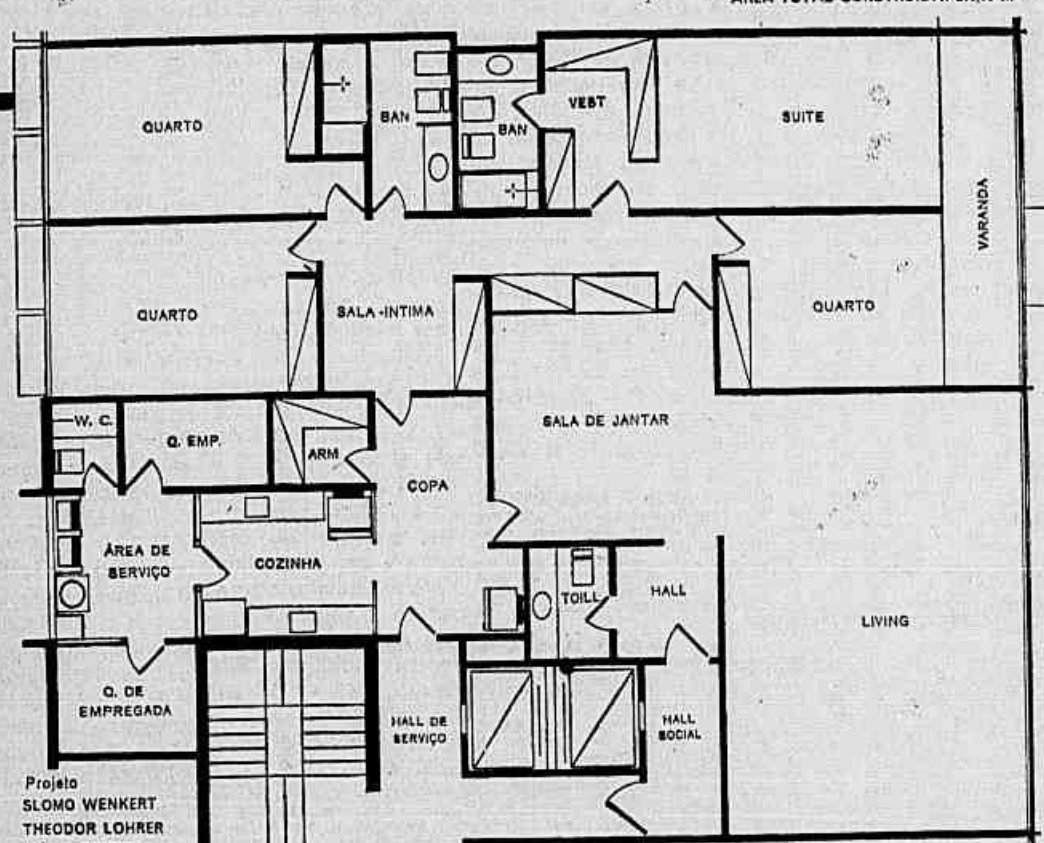 QUARTO
BAN
BAN
VEST
SUITE
VARANDA
QUARTO
SALA-INTIMA
QUARTO
SALA DE JANTAR
W. C.
Q. EMP.
ARM
COPA
ÁREA DE
SERVIÇO
COZINHA
TOILL
HALL
LIVING
Q. DE
EMPREGADA
HALL DE
SERVIÇO
HALL
SOCIAL
Projeto
SLOMO WENKERT
THEODOR LOHRER